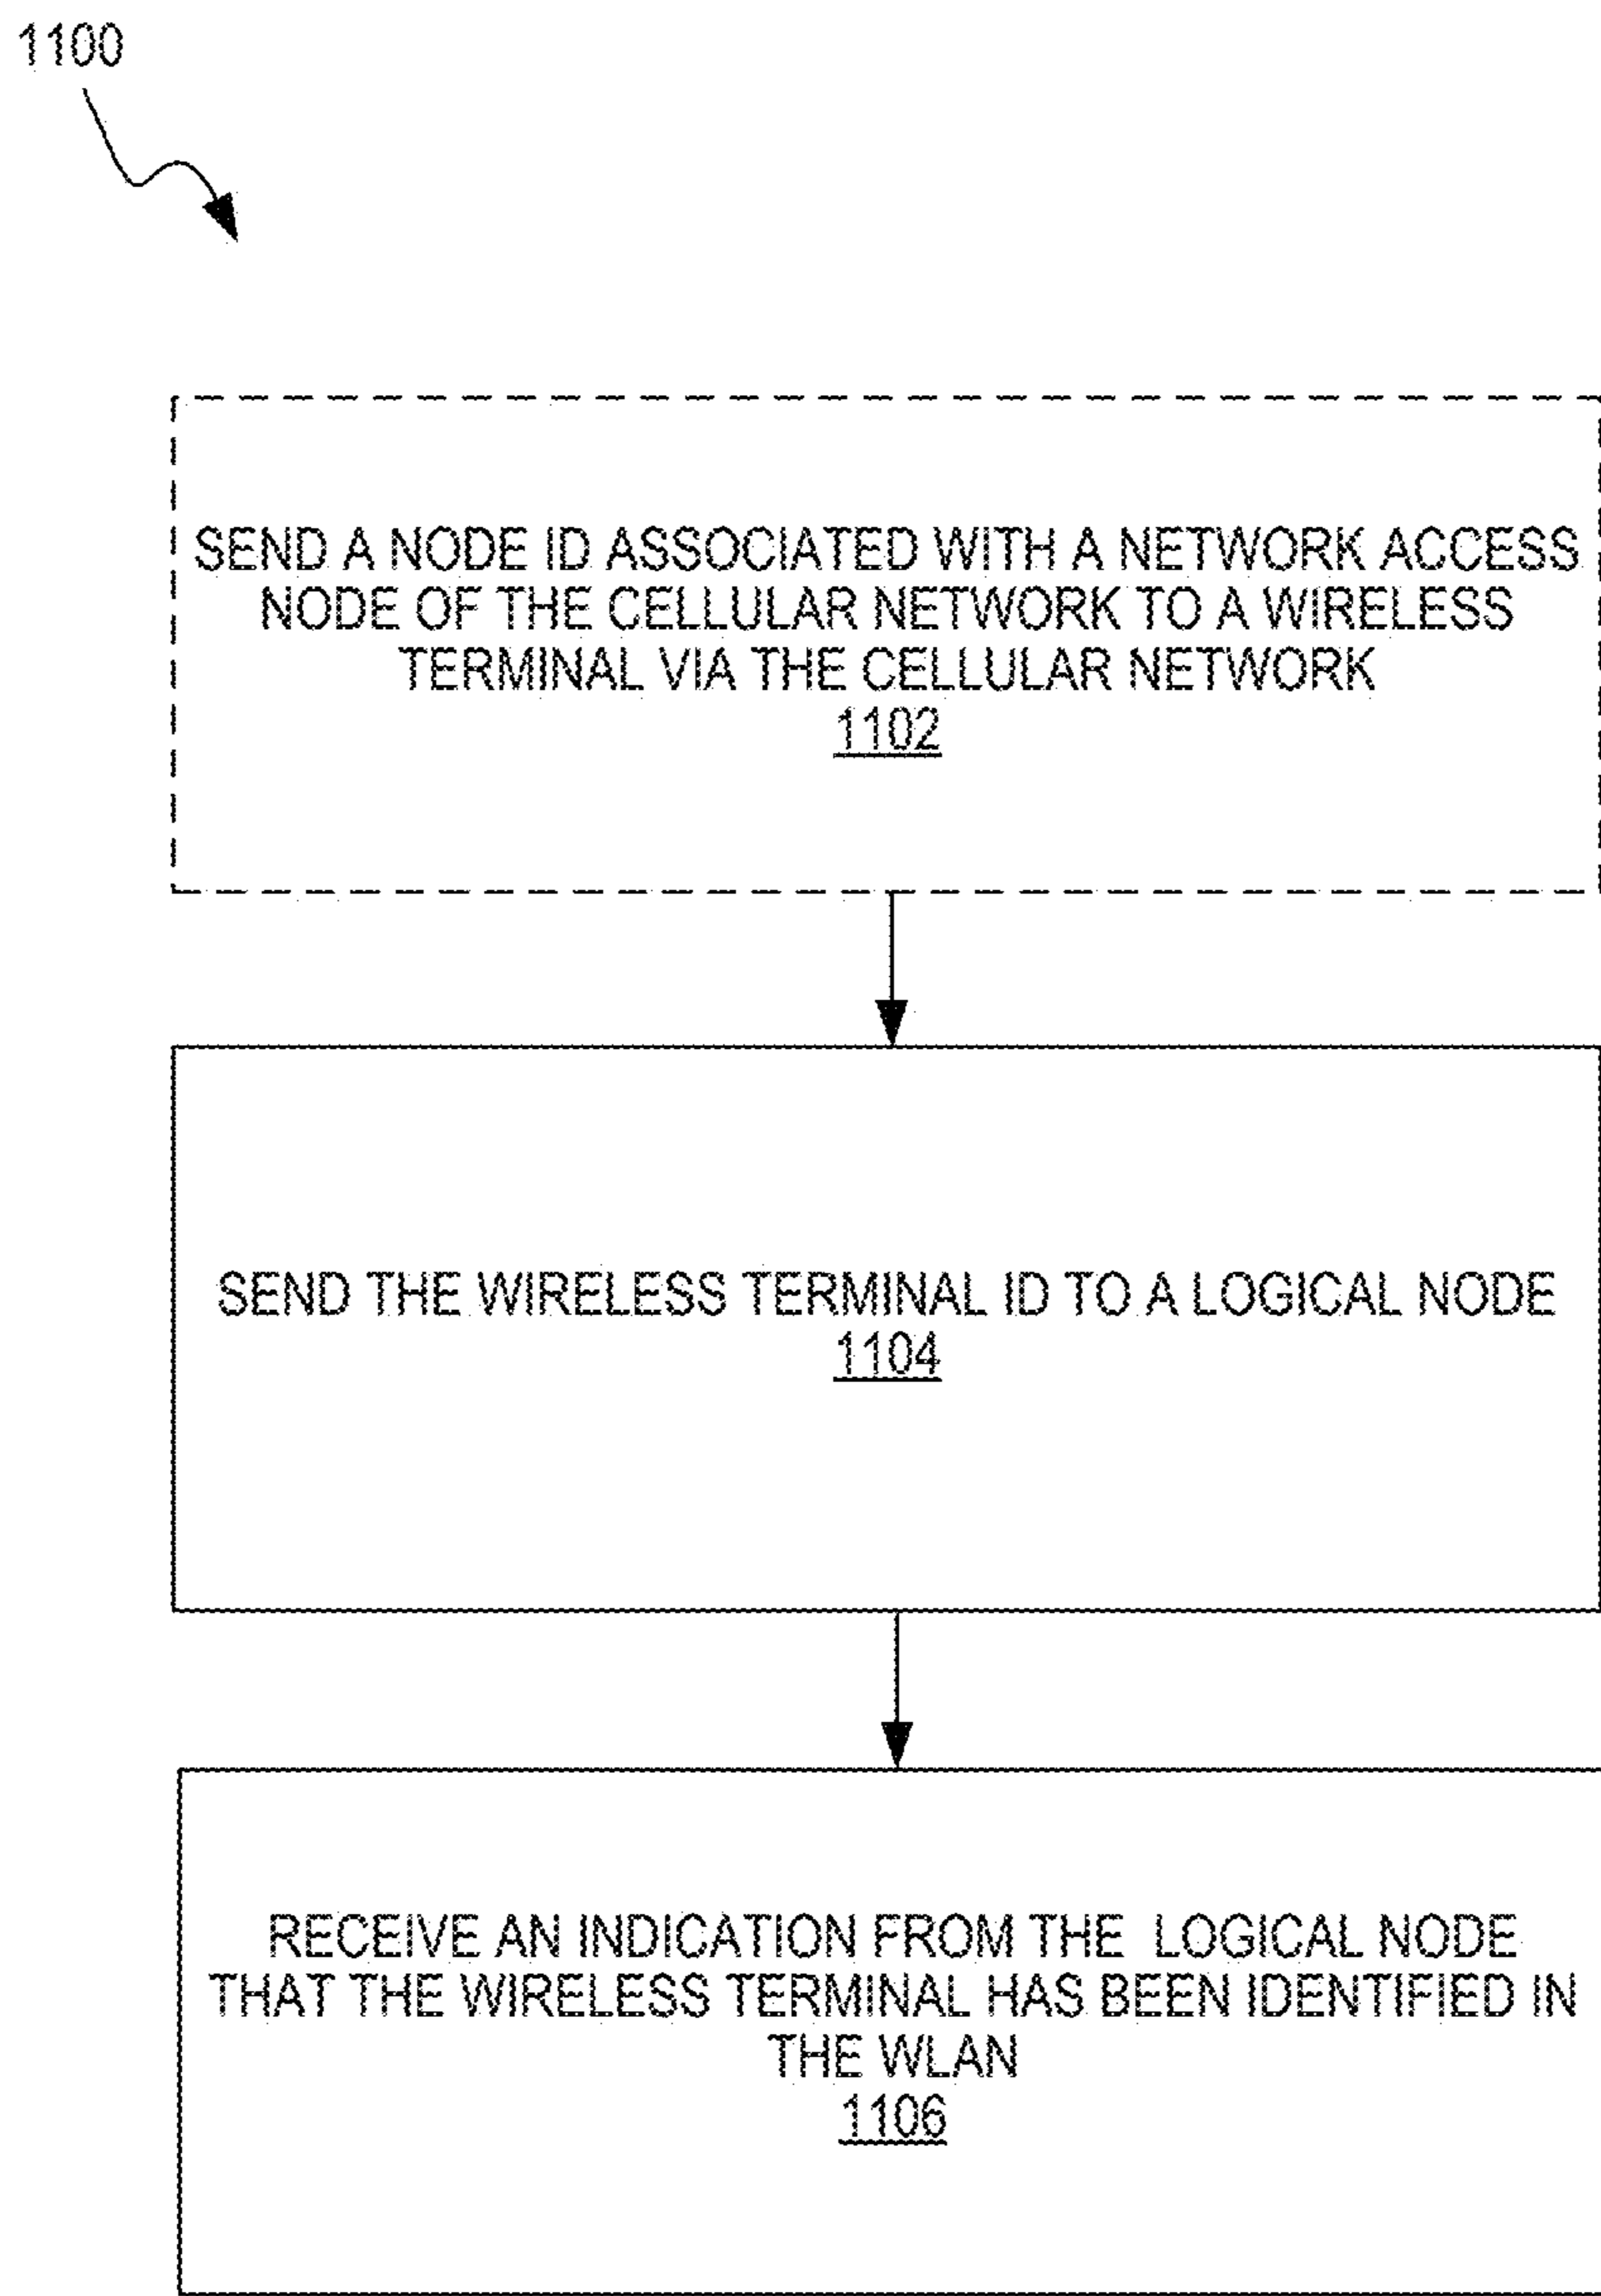 1100
SEND A NODE ID ASSOCIATED WITH A NETWORK ACCESS
NODE OF THE CELLULAR NETWORK TO A WIRELESS
TERMINAL VIA THE CELLULAR NETWORK
1102
SEND THE WIRELESS TERMINAL ID TO A LOGICAL NODE
1104
RECEIVE AN INDICATION FROM THE LOGICAL NODE
THAT THE WIRELESS TERMINAL HAS BEEN IDENTIFIED IN
THE WLAN
1106